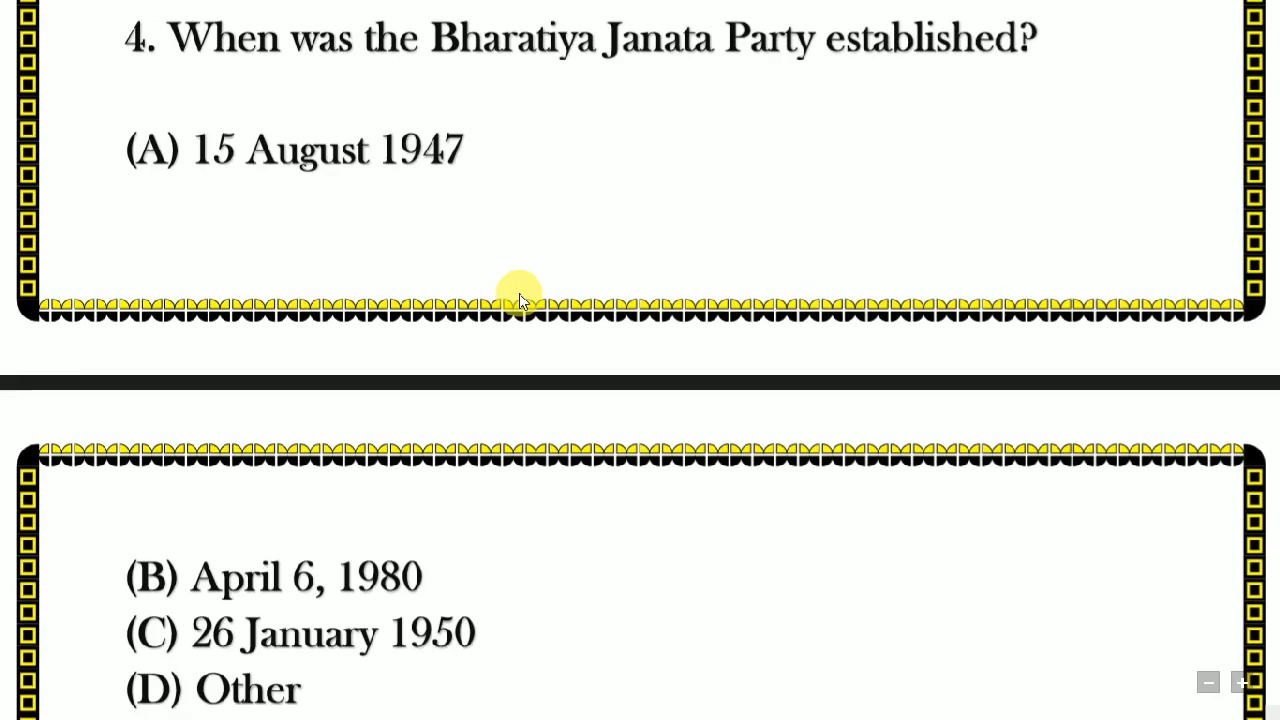 4. When was the Bharatiya Janata Party established?
(A) 15 August 1947
(B) April 6, 1980
(C) 26 January 1950
(D) Other